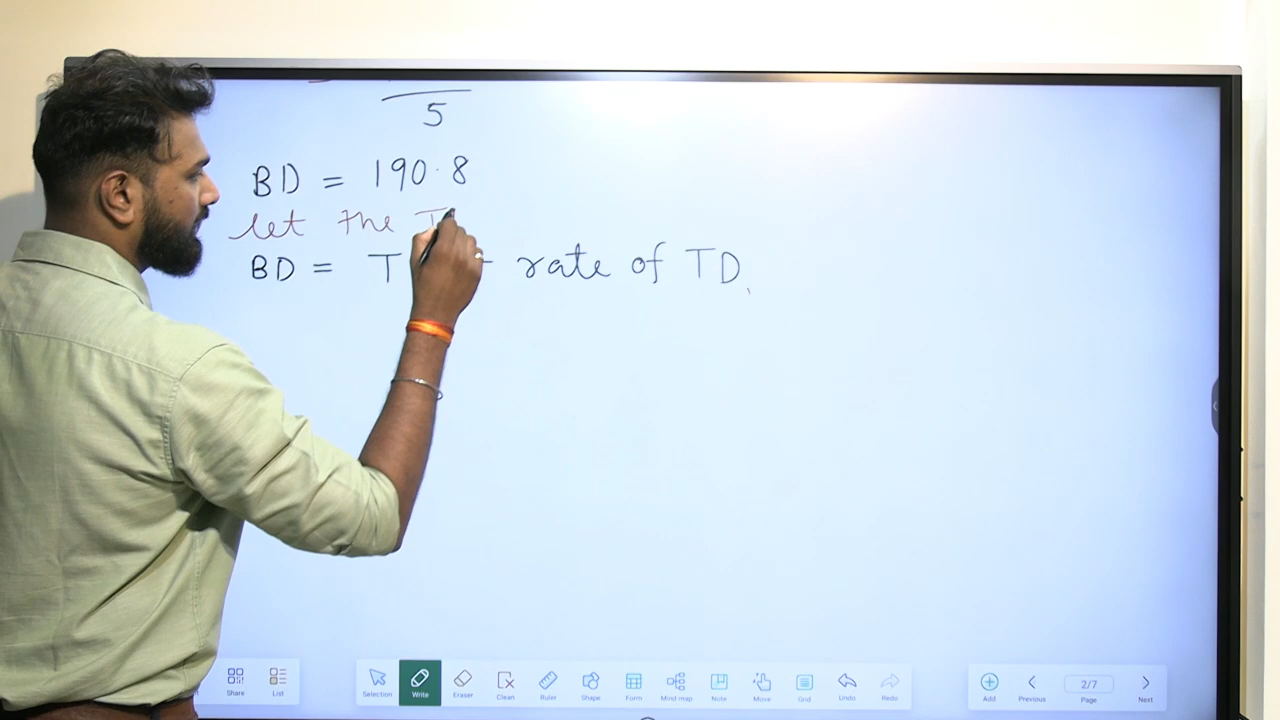 5
BD = 190.8
let the T
BD = T - rate of TD
Share List Selection Write Eraser Clean Ruler Shape Form Mind map Note Move Grid Undo Redo Add Previous 2/7 Page Next